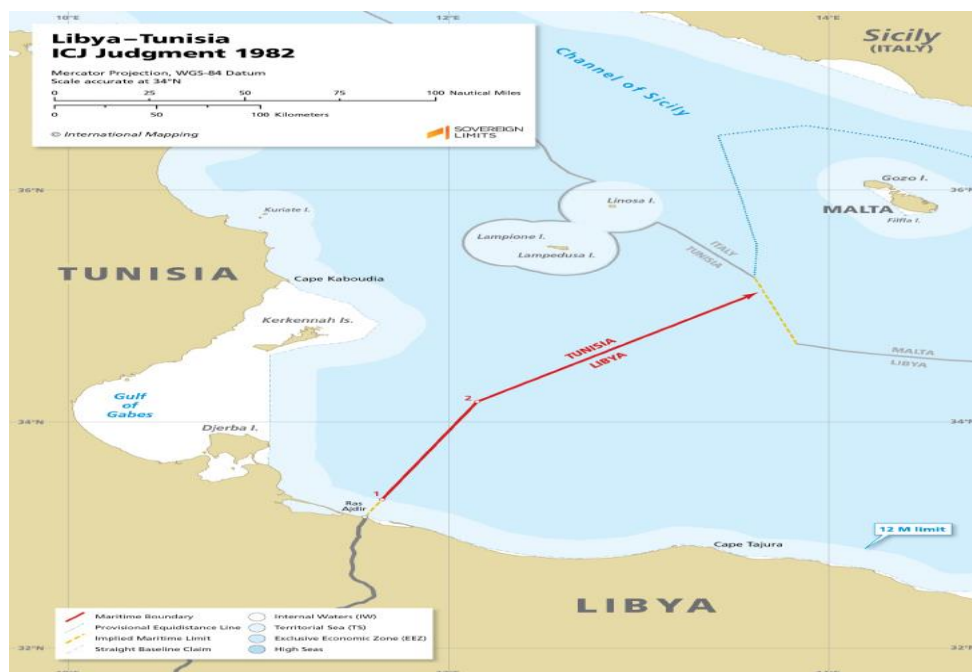 10°E
12°E
14°E
Libya–Tunisia
ICJ Judgment 1982
Mercator Projection, WGS-84 Datum
Scale accurate at 34°N
0 25 50 75 100 Nautical Miles
0 50 100 Kilometers
© International Mapping
SOVEREIGN
LIMITS
Sicily
(ITALY)
Channel of Sicily
36°N
36°N
Gozo I.
MALTA
Filfla I.
Kuriate I.
Linosa I.
Lampione I.
Lampedusa I.
ITALY
TUNISIA
TUNISIA
Cape Kaboudia
Kerkennah Is.
TUNISIA
LIBYA
MALTA
LIBYA
Gulf
of
Gabes
2
34°N
34°N
Djerba I.
1
Ras
Ajdir
12 M limit
Cape Tajura
LIBYA
Maritime Boundary
Provisional Equidistance Line
Implied Maritime Limit
Straight Baseline Claim
Internal Waters (IW)
Territorial Sea (TS)
Exclusive Economic Zone (EEZ)
High Seas
32°N
32°N